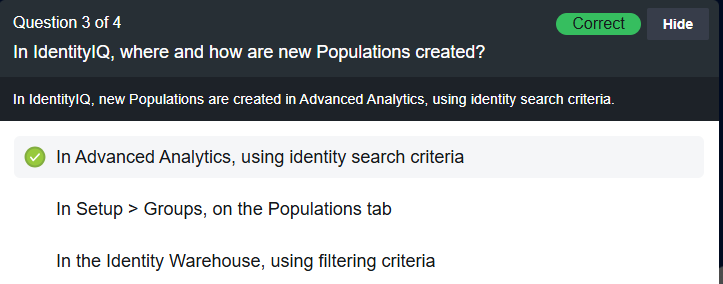 Question 3 of 4
Correct
Hide
In IdentityIQ, where and how are new Populations created?
In IdentityIQ, new Populations are created in Advanced Analytics, using identity search criteria.
In Advanced Analytics, using identity search criteria
In Setup > Groups, on the Populations tab
In the Identity Warehouse, using filtering criteria